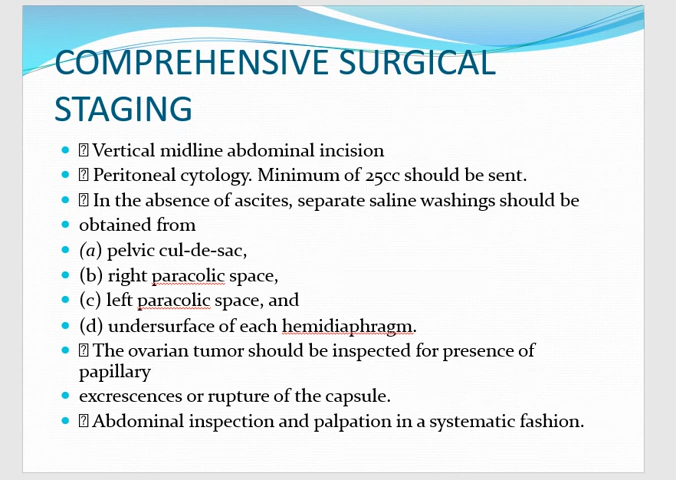 COMPREHENSIVE SURGICAL
STAGING
• ⍰ Vertical midline abdominal incision
• ⍰ Peritoneal cytology. Minimum of 25cc should be sent.
• ⍰ In the absence of ascites, separate saline washings should be
• obtained from
• (a) pelvic cul-de-sac,
• (b) right paracolic space,
• (c) left paracolic space, and
• (d) undersurface of each hemidiaphragm.
• ⍰ The ovarian tumor should be inspected for presence of
papillary
• excrescences or rupture of the capsule.
• ⍰ Abdominal inspection and palpation in a systematic fashion.